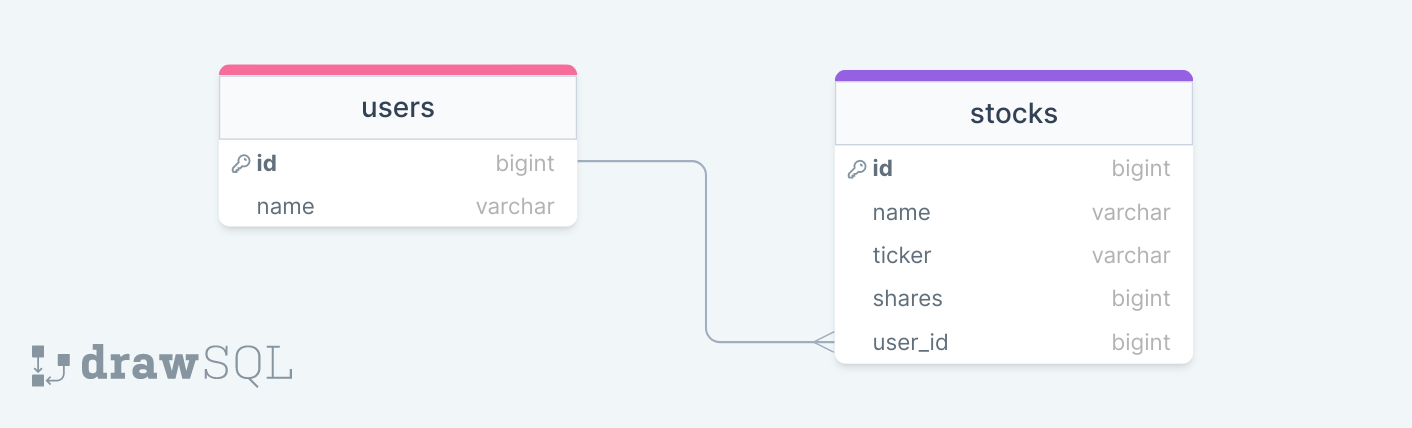 users
id bigint
name varchar
stocks
id bigint
name varchar
ticker varchar
shares bigint
user_id bigint
drawSQL